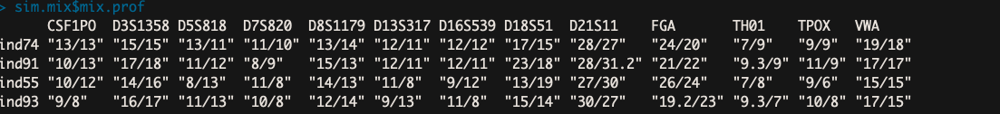 > sim.mix$mix.prof
CSF1PO D3S1358 D5S818 D7S820 D8S1179 D13S317 D16S539 D18S51 D21S11 FGA TH01 TPOX VWA
ind74 "13/13" "15/15" "13/11" "11/10" "13/14" "12/11" "12/12" "17/15" "28/27" "24/20" "7/9" "9/9" "19/18"
ind91 "10/13" "17/18" "11/12" "8/9" "15/13" "12/11" "12/11" "23/18" "28/31.2" "21/22" "9.3/9" "11/9" "17/17"
ind55 "10/12" "14/16" "8/13" "11/8" "14/13" "11/8" "9/12" "13/19" "27/30" "26/24" "7/8" "9/6" "15/15"
ind93 "9/8" "16/17" "11/13" "10/8" "12/14" "9/13" "11/8" "15/14" "30/27" "19.2/23" "9.3/7" "10/8" "17/15"